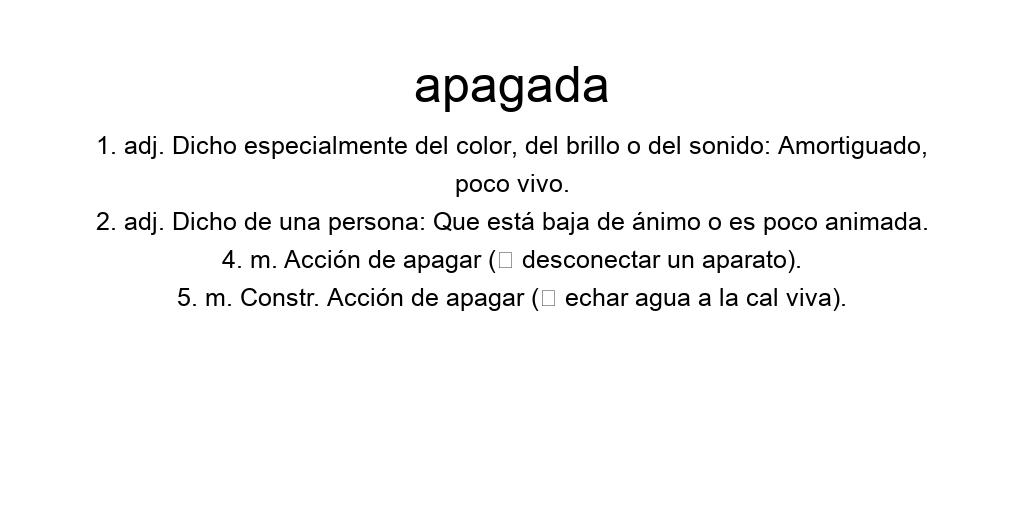 apagada
1. adj. Dicho especialmente del color, del brillo o del sonido: Amortiguado,
poco vivo.
2. adj. Dicho de una persona: Que está baja de ánimo o es poco animada.
4. m. Acción de apagar (□ desconectar un aparato).
5. m. Constr. Acción de apagar (□ echar agua a la cal viva).